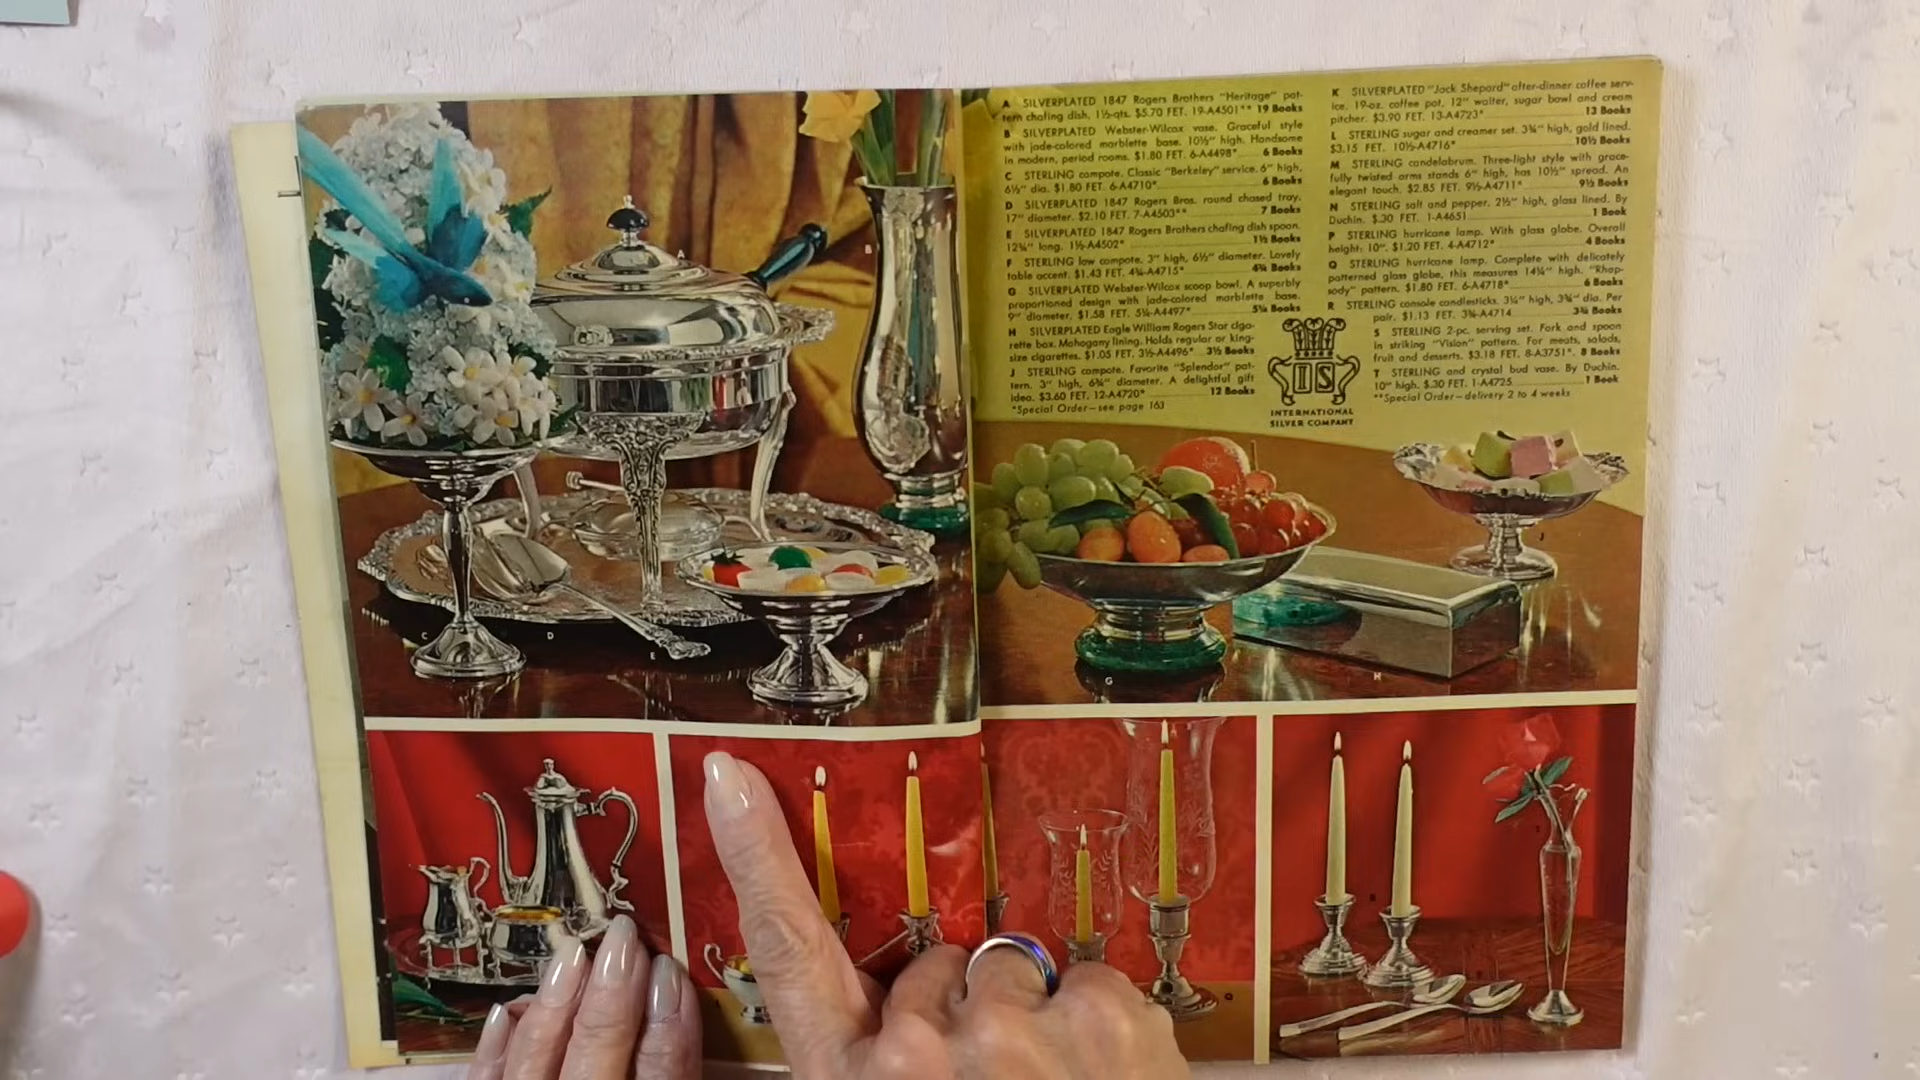 A SILVERPLATED 1847 Rogers Brothers "Heritage" pat-
tern chafing dish, 1½-qts. $5.70 FET. 19-A4501** 19 Books
B SILVERPLATED Webster-Wilcox vase. Graceful style
with jade-colored marblette base. 10½" high. Handsome
in modern, period rooms. $1.80 FET. 6-A4498* 6 Books
C STERLING compote. Classic "Berkeley" service. 6" high,
6½" dia. $1.80 FET. 6-A4710* 6 Books
D SILVERPLATED 1847 Rogers Bros. round chased tray.
17" diameter. $2.10 FET. 7-A4503** 7 Books
E SILVERPLATED 1847 Rogers Brothers chafing dish spoon.
12¾" long. 1½-A4502* 1½ Books
F STERLING low compote. 3" high, 6½" diameter. Lovely
table accent. $1.43 FET. 4¾-A4715* 4¾ Books
G SILVERPLATED Webster-Wilcox scoop bowl. A superbly
proportioned design with jade-colored marblette base.
9" diameter. $1.58 FET. 5¼-A4497* 5¼ Books
H SILVERPLATED Eagle William Rogers Star ciga-
rette box. Mahogany lining. Holds regular or king-
size cigarettes. $1.05 FET. 3½-A4496* 3½ Books
J STERLING compote. Favorite "Splendor" pat-
tern. 3" high, 6¾" diameter. A delightful gift
idea. $3.60 FET. 12-A4720* 12 Books
*Special Order—see page 163
K SILVERPLATED "Jack Shepard" after-dinner coffee serv-
ice. 19-oz. coffee pot, 12" waiter, sugar bowl and cream
pitcher. $3.90 FET. 13-A4723* 13 Books
L STERLING sugar and creamer set. 3¾" high, gold lined.
$3.15 FET. 10½-A4716* 10½ Books
M STERLING candelabrum. Three-light style with grace-
fully twisted arms stands 6" high, has 10½" spread. An
elegant touch. $2.85 FET. 9½-A4711* 9½ Books
N STERLING salt and pepper. 2½" high, glass lined. By
Duchin. $.30 FET. 1-A4651 1 Book
P STERLING hurricane lamp. With glass globe. Overall
height: 10". $1.20 FET. 4-A4712* 4 Books
Q STERLING hurricane lamp. Complete with delicately
patterned glass globe, this measures 14¼" high. "Rhap-
sody" pattern. $1.80 FET. 6-A4718* 6 Books
R STERLING console candlesticks. 3¼" high, 3¾" dia. Per
pair. $1.13 FET. 3¾-A4714 3¾ Books
S STERLING 2-pc. serving set. Fork and spoon
in striking "Vision" pattern. For meats, salads,
fruit and desserts. $3.18 FET. 8-A3751*. 8 Books
T STERLING and crystal bud vase. By Duchin.
10" high. $.30 FET. 1-A4725 1 Book
**Special Order—delivery 2 to 4 weeks
IS
INTERNATIONAL
SILVER COMPANY
A
B
C
D
E
F
G
H
J
Q